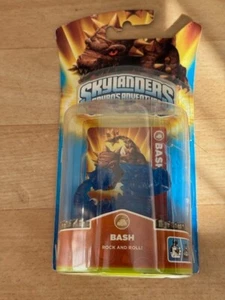 SKYLANDERS
SPYRO'S ADVENTURE
BASH
BASH
ROCK AND ROLL!